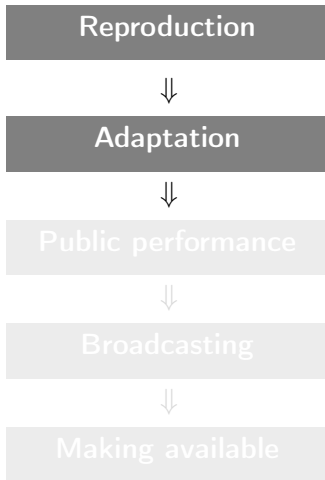 Reproduction
⇓
Adaptation
⇓
Public performance
⇓
Broadcasting
⇓
Making available